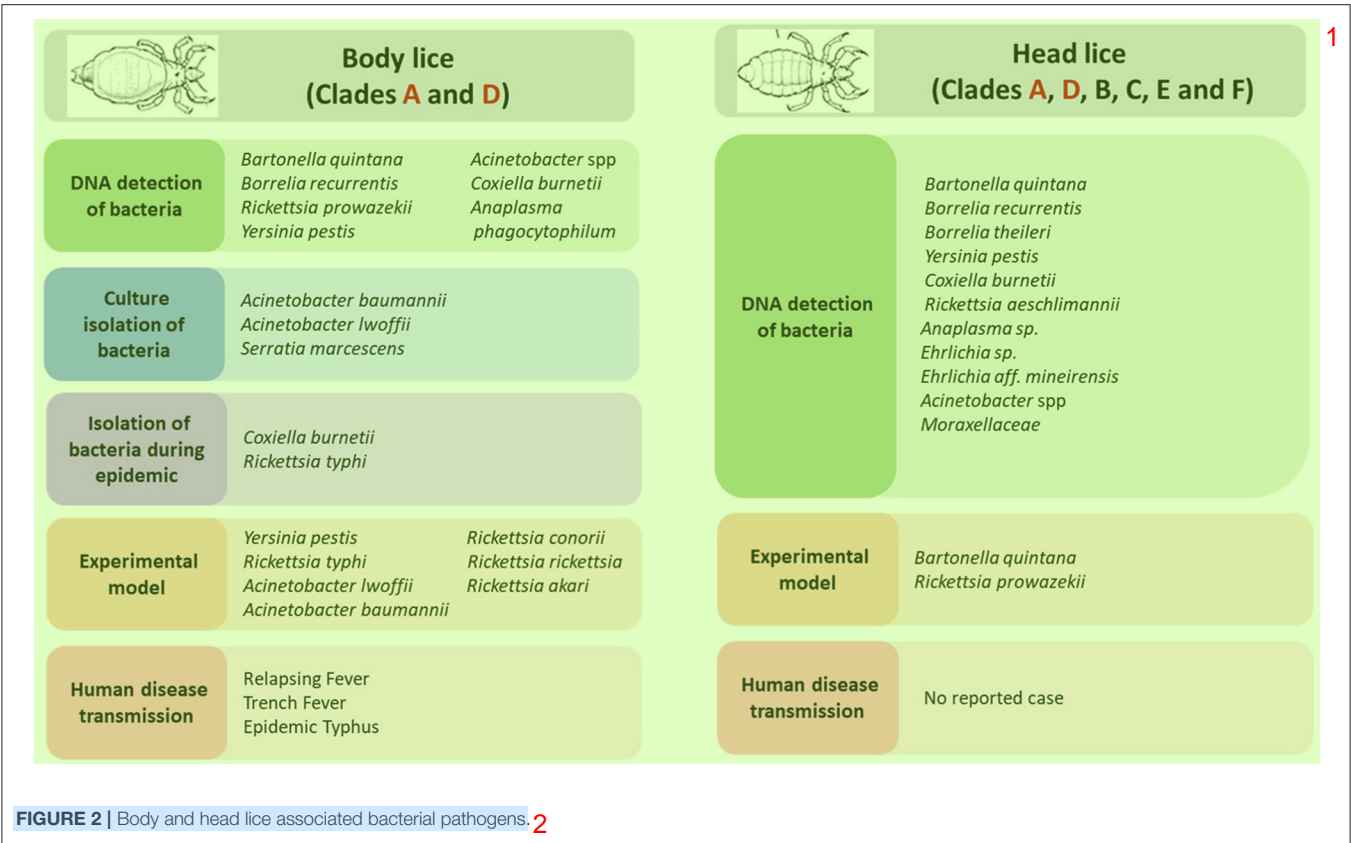 Body lice
(Clades A and D)
DNA detection
of bacteria
Bartonella quintana
Borrelia recurrentis
Rickettsia prowazekii
Yersinia pestis
Acinetobacter spp
Coxiella burnetii
Anaplasma
phagocytophilum
Culture
isolation of
bacteria
Acinetobacter baumannii
Acinetobacter lwoffii
Serratia marcescens
Isolation of
bacteria during
epidemic
Coxiella burnetii
Rickettsia typhi
Experimental
model
Yersinia pestis
Rickettsia typhi
Acinetobacter lwoffii
Acinetobacter baumannii
Rickettsia conorii
Rickettsia rickettsia
Rickettsia akari
Human disease
transmission
Relapsing Fever
Trench Fever
Epidemic Typhus
Head lice
(Clades A, D, B, C, E and F)
1
DNA detection
of bacteria
Bartonella quintana
Borrelia recurrentis
Borrelia theileri
Yersinia pestis
Coxiella burnetii
Rickettsia aeschlimannii
Anaplasma sp.
Ehrlichia sp.
Ehrlichia aff. mineirensis
Acinetobacter spp
Moraxellaceae
Experimental
model
Bartonella quintana
Rickettsia prowazekii
Human disease
transmission
No reported case
FIGURE 2 | Body and head lice associated bacterial pathogens. 2